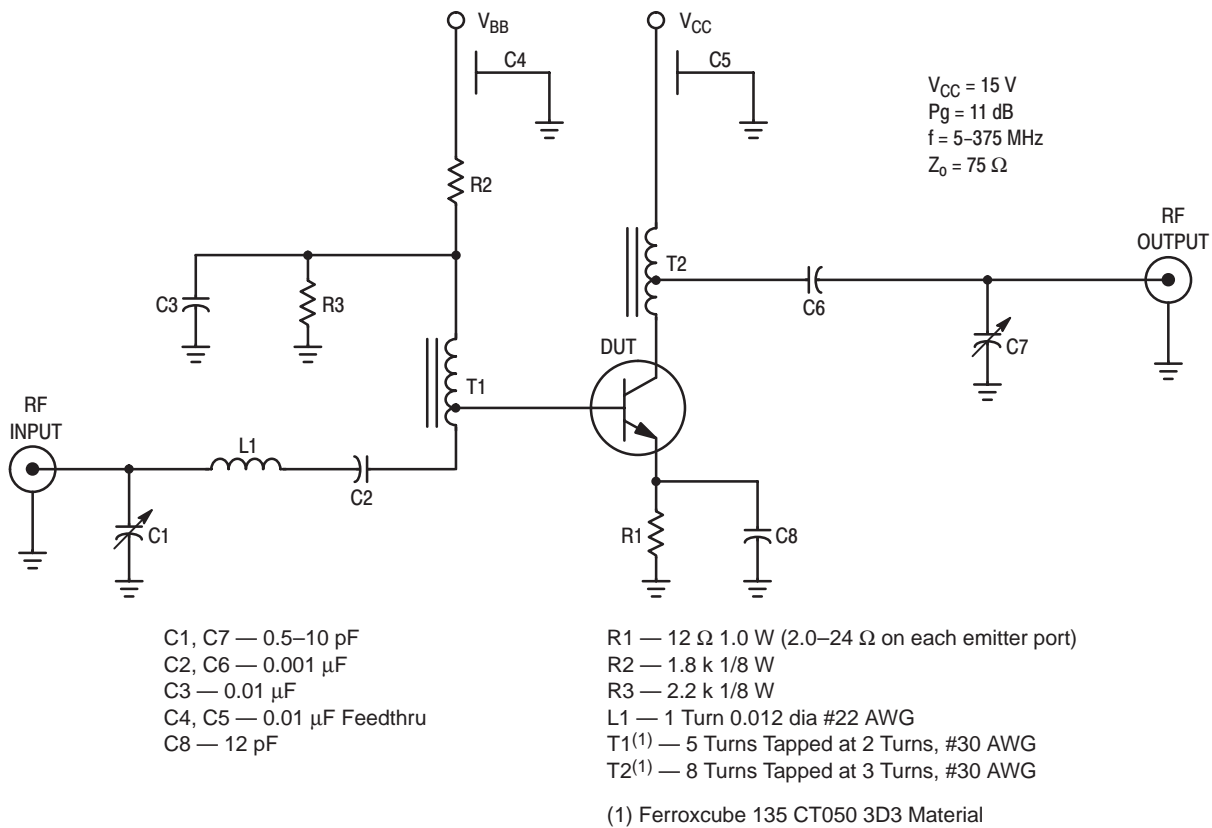 VBB
VCC
C4
C5
VCC = 15 V
Pg = 11 dB
f = 5–375 MHz
Zo = 75 Ω
R2
RF
OUTPUT
T2
C3
R3
C6
DUT
C7
T1
RF
INPUT
L1
C2
C1
R1
C8
C1, C7 — 0.5–10 pF
C2, C6 — 0.001 μF
C3 — 0.01 μF
C4, C5 — 0.01 μF Feedthru
C8 — 12 pF
R1 — 12 Ω 1.0 W (2.0–24 Ω on each emitter port)
R2 — 1.8 k 1/8 W
R3 — 2.2 k 1/8 W
L1 — 1 Turn 0.012 dia #22 AWG
T1(1) — 5 Turns Tapped at 2 Turns, #30 AWG
T2(1) — 8 Turns Tapped at 3 Turns, #30 AWG
(1) Ferroxcube 135 CT050 3D3 Material